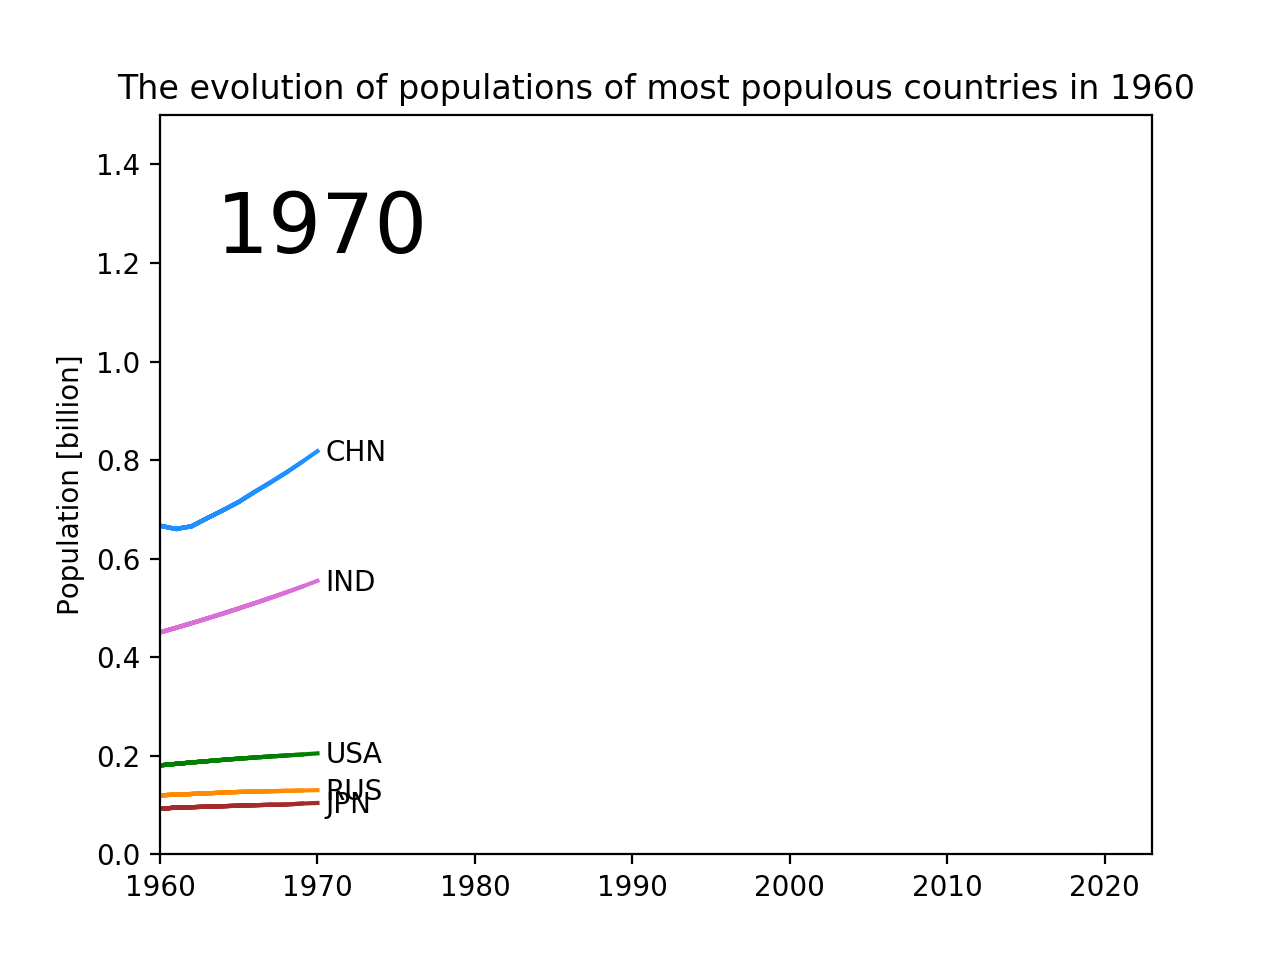 The evolution of populations of most populous countries in 1960
1970
Population [billion]
1.4
1.2
1.0
0.8
0.6
0.4
0.2
0.0
CHN
IND
USA
RUS
JPN
1960 1970 1980 1990 2000 2010 2020